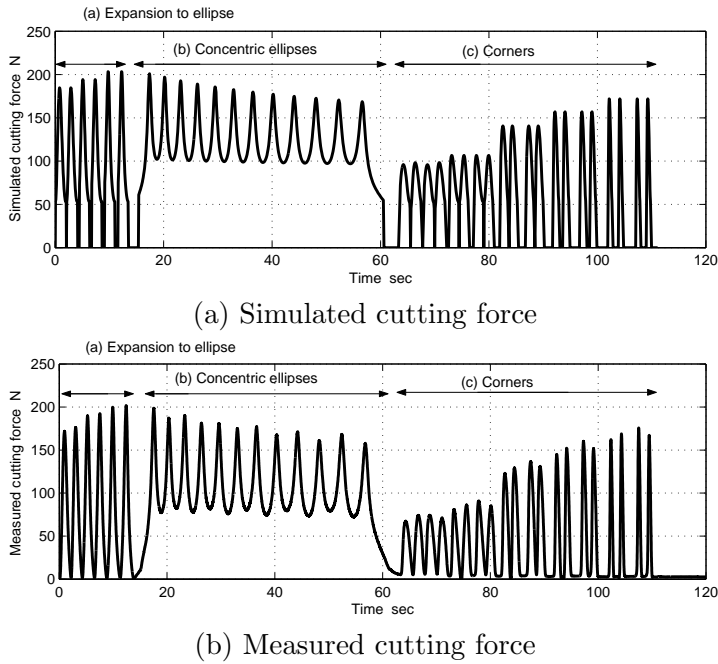 (a) Expansion to ellipse
(b) Concentric ellipses
(c) Corners
Simulated cutting force N
250
200
150
100
50
0
0 20 40 60 80 100 120
Time sec
(a) Simulated cutting force
(a) Expansion to ellipse
(b) Concentric ellipses
(c) Corners
Measured cutting force N
250
200
150
100
50
0
0 20 40 60 80 100 120
Time sec
(b) Measured cutting force